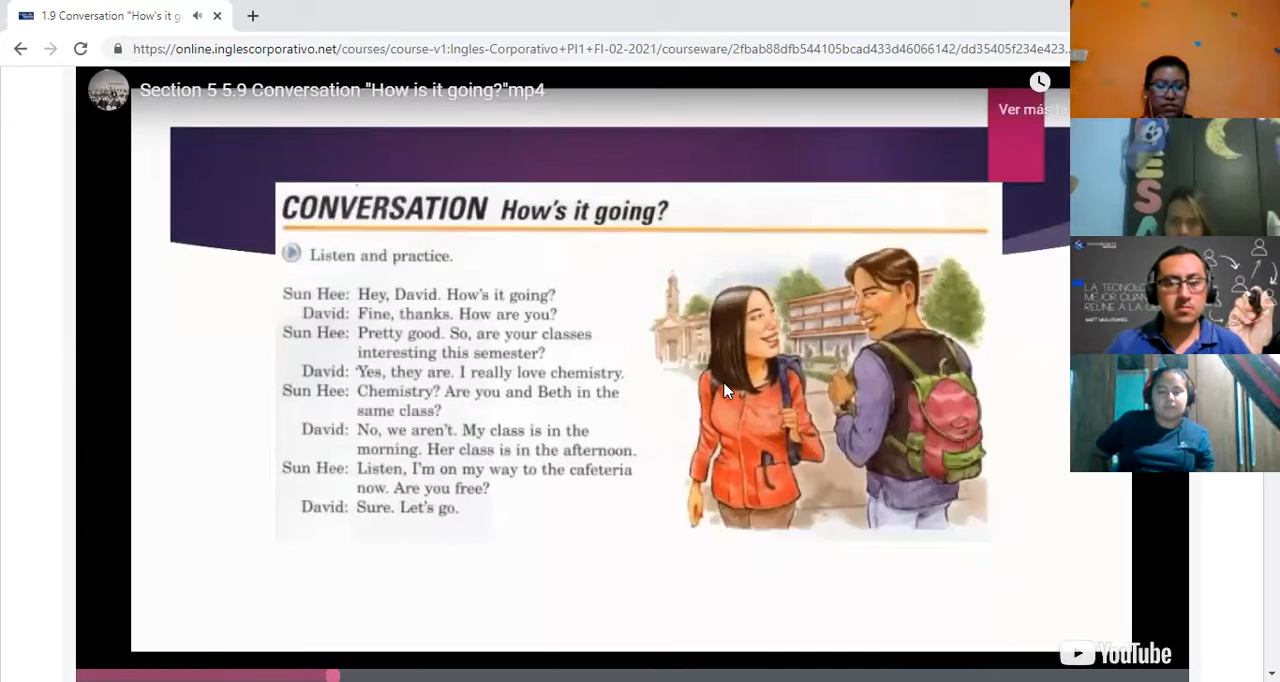 1.9 Conversation "How's it g
https://online.inglescorporativo.net/courses/course-v1:Ingles-Corporativo+PI1+FI-02-2021/courseware/2fbab88dfb544105bcad433d46066142/dd35405f234e423...
Section 5 5.9 Conversation "How is it going?"mp4
Ver más
CONVERSATION How's it going?
Listen and practice.
Sun Hee: Hey, David. How's it going?
David: Fine, thanks. How are you?
Sun Hee: Pretty good. So, are your classes
interesting this semester?
David: Yes, they are. I really love chemistry.
Sun Hee: Chemistry? Are you and Beth in the
same class?
David: No, we aren't. My class is in the
morning. Her class is in the afternoon.
Sun Hee: Listen, I'm on my way to the cafeteria
now. Are you free?
David: Sure. Let's go.
YouTube
E
S
LA
MEJOR
REUNE A LA